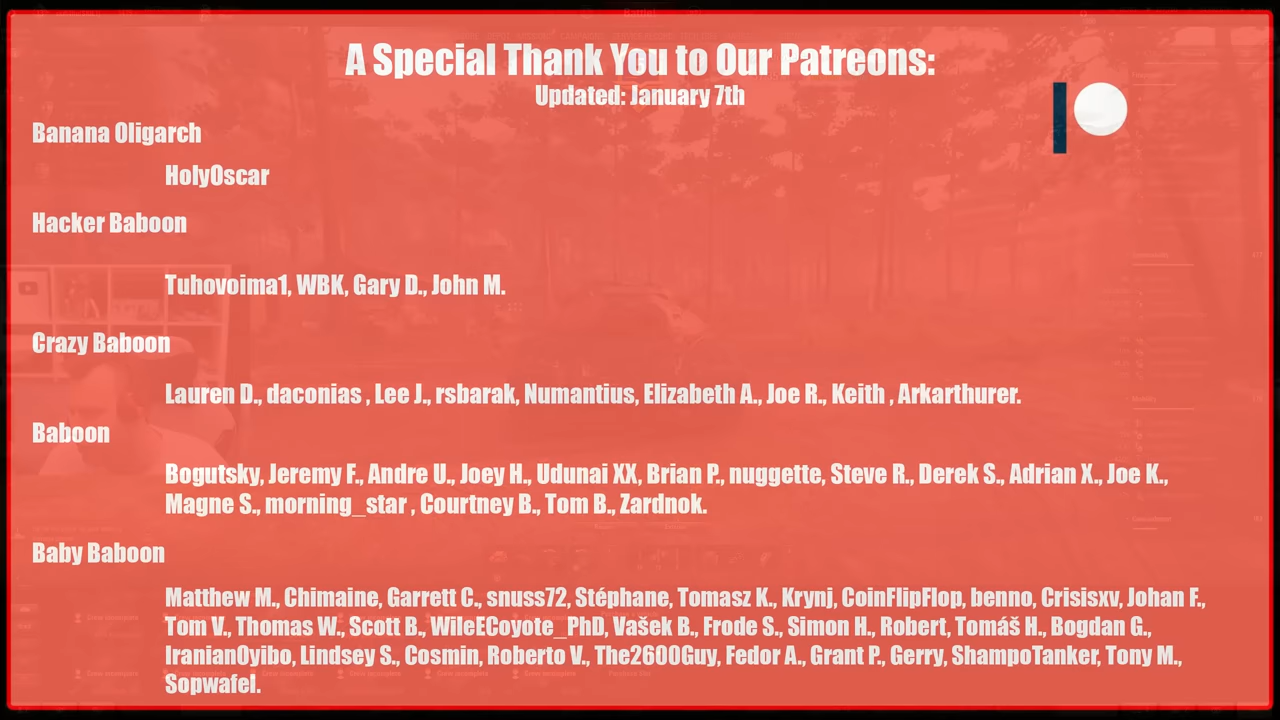 A Special Thank You to Our Patreons:
Updated: January 7th
Banana Oligarch
HolyOscar
Hacker Baboon
Tuhovoima1, WBK, Gary D., John M.
Crazy Baboon
Lauren D., daconias , Lee J., rsbarak, Numantius, Elizabeth A., Joe R., Keith , Arkarthurer.
Baboon
Bogutsky, Jeremy F., Andre U., Joey H., Udunai XX, Brian P., nuggette, Steve R., Derek S., Adrian X., Joe K.,
Magne S., morning_star , Courtney B., Tom B., Zardnok.
Baby Baboon
Matthew M., Chimaine, Garrett C., snuss72, Stéphane, Tomasz K., Krynj, CoinFlipFlop, benno, Crisisxv, Johan F.,
Tom V., Thomas W., Scott B., WileECoyote_PhD, Vašek B., Frode S., Simon H., Robert, Tomáš H., Bogdan G.,
IranianOyibo, Lindsey S., Cosmin, Roberto V., The2600Guy, Fedor A., Grant P., Gerry, ShampoTanker, Tony M.,
Sopwafel.